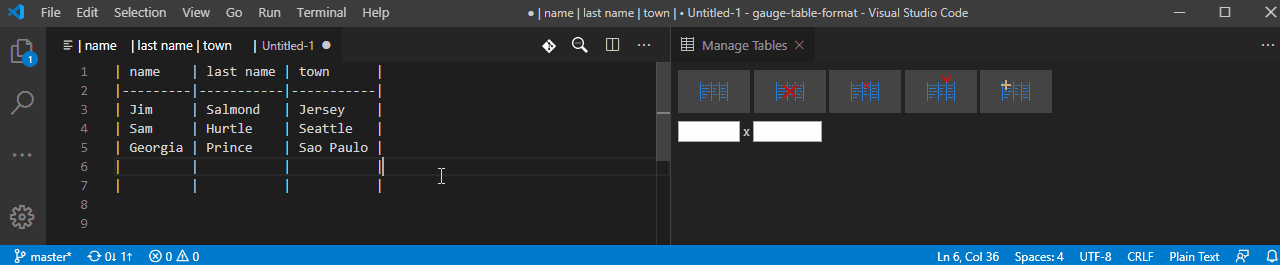 File Edit Selection View Go Run Terminal Help ● | name | last name | town | • Untitled-1 - gauge-table-format - Visual Studio Code
| name | last name | town | Untitled-1 ●
Manage Tables
1 | name | last name | town |
2 |---------|-----------|-----------|
3 | Jim | Salmond | Jersey |
4 | Sam | Hurtle | Seattle |
5 | Georgia | Prince | Sao Paulo |
6 | | | |
7 | | | |
8
9
x
1
master* 0↓ 1↑ 0 0 Ln 6, Col 36 Spaces: 4 UTF-8 CRLF Plain Text